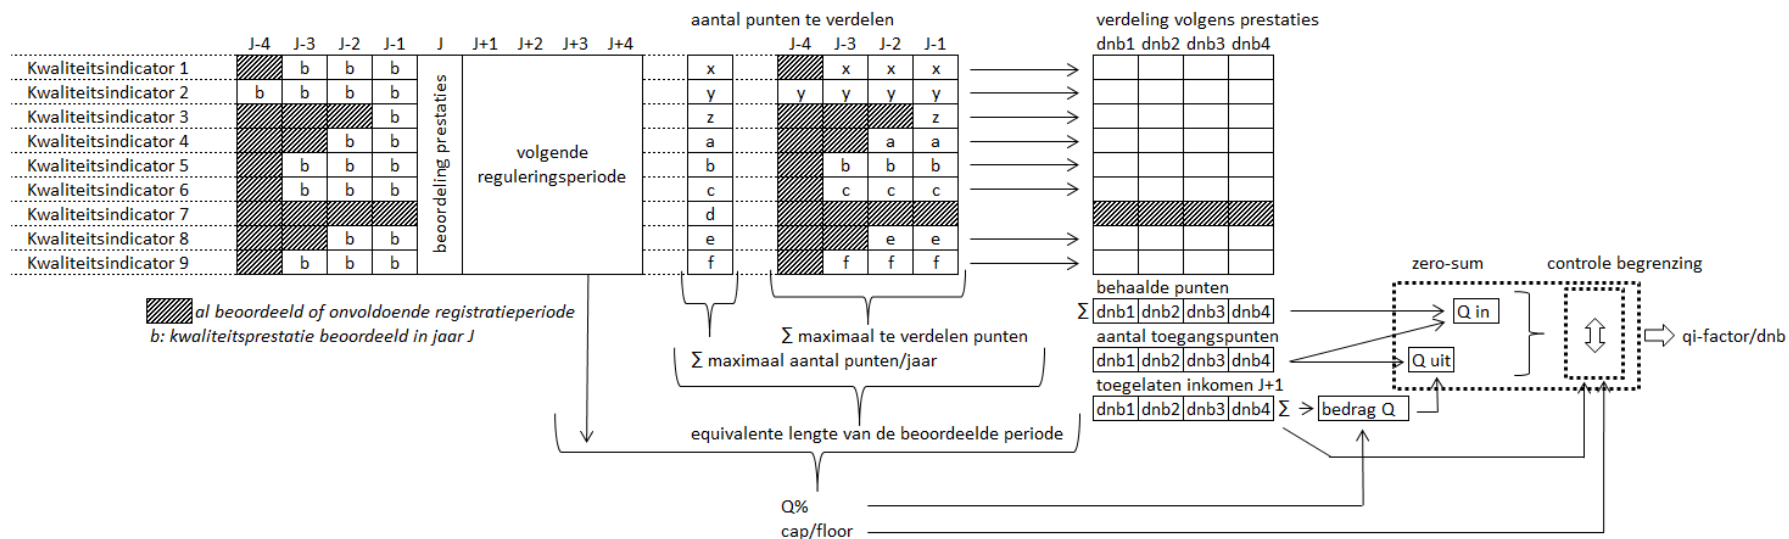 aantal punten te verdelen verdeling volgens prestaties
J-4 J-3 J-2 J-1 J J+1 J+2 J+3 J+4 J-4 J-3 J-2 J-1 dnb1 dnb2 dnb3 dnb4
Kwaliteitsindicator 1 b b b x x x x
Kwaliteitsindicator 2 b b b b y y y y y
Kwaliteitsindicator 3 b z z
Kwaliteitsindicator 4 b b a a a
Kwaliteitsindicator 5 b b b b b b b
Kwaliteitsindicator 6 b b b c c c c
Kwaliteitsindicator 7 d
Kwaliteitsindicator 8 b b e e e
Kwaliteitsindicator 9 b b b f f f f
beoordeling prestaties
volgende
reguleringsperiode
zero-sum controle begrenzing
al beoordeeld of onvoldoende registratieperiode
b: kwaliteitsprestatie beoordeeld in jaar J
behaalde punten
∑ dnb1 dnb2 dnb3 dnb4 Q in
∑ maximaal te verdelen punten
aantal toegangspunten
qi-factor/dnb
∑ maximaal aantal punten/jaar
dnb1 dnb2 dnb3 dnb4 Q uit
toegelaten inkomen J+1
dnb1 dnb2 dnb3 dnb4 ∑ bedrag Q
equivalente lengte van de beoordeelde periode
Q%
cap/floor